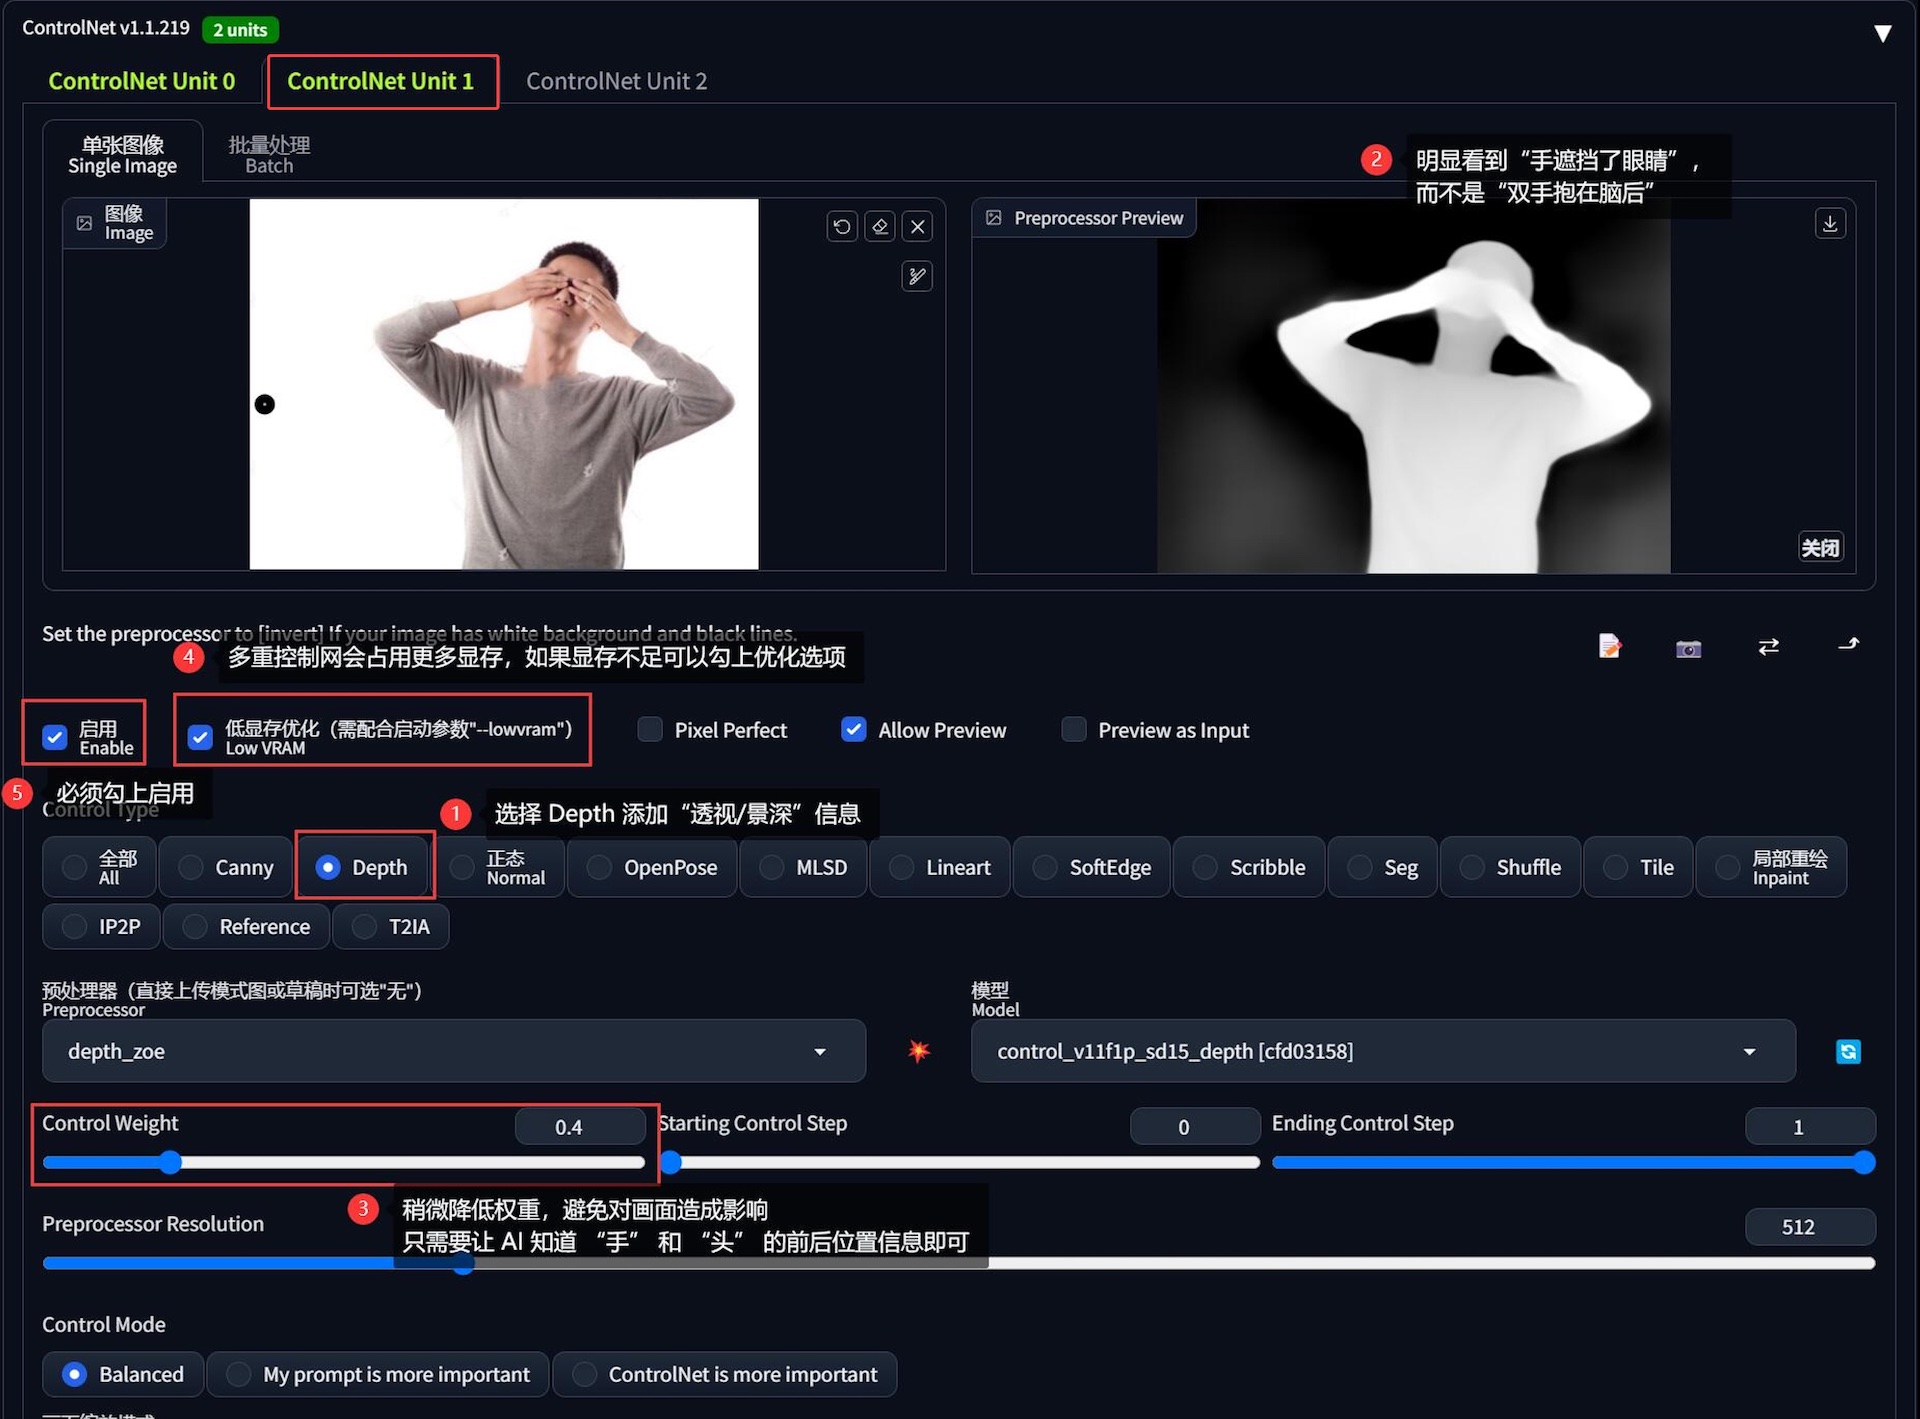 ControlNet v1.1.219
2 units
ControlNet Unit 0
ControlNet Unit 1
ControlNet Unit 2
单张图像
Single Image
批量处理
Batch
2
明显看到“手遮挡了眼睛”，
而不是“双手抱在脑后”
图像
Image
Preprocessor Preview
关闭
Set the preprocessor to [invert] If your image has white background and black lines.
4
多重控制网会占用更多显存，如果显存不足可以勾上优化选项
启用
Enable
低显存优化（需配合启动参数"--lowvram"）
Low VRAM
Pixel Perfect
Allow Preview
Preview as Input
5
必须勾上启用
Control Type
1
选择 Depth 添加“透视/景深”信息
全部
All
Canny
Depth
正态
Normal
OpenPose
MLSD
Lineart
SoftEdge
Scribble
Seg
Shuffle
Tile
局部重绘
Inpaint
IP2P
Reference
T2IA
预处理器（直接上传模式图或草稿时可选"无"）
Preprocessor
depth_zoe
模型
Model
control_v11f1p_sd15_depth [cfd03158]
Control Weight
0.4
Starting Control Step
0
Ending Control Step
1
3
稍微降低权重，避免对画面造成影响
只需要让 AI 知道 “手” 和 “头” 的前后位置信息即可
Preprocessor Resolution
512
Control Mode
Balanced
My prompt is more important
ControlNet is more important